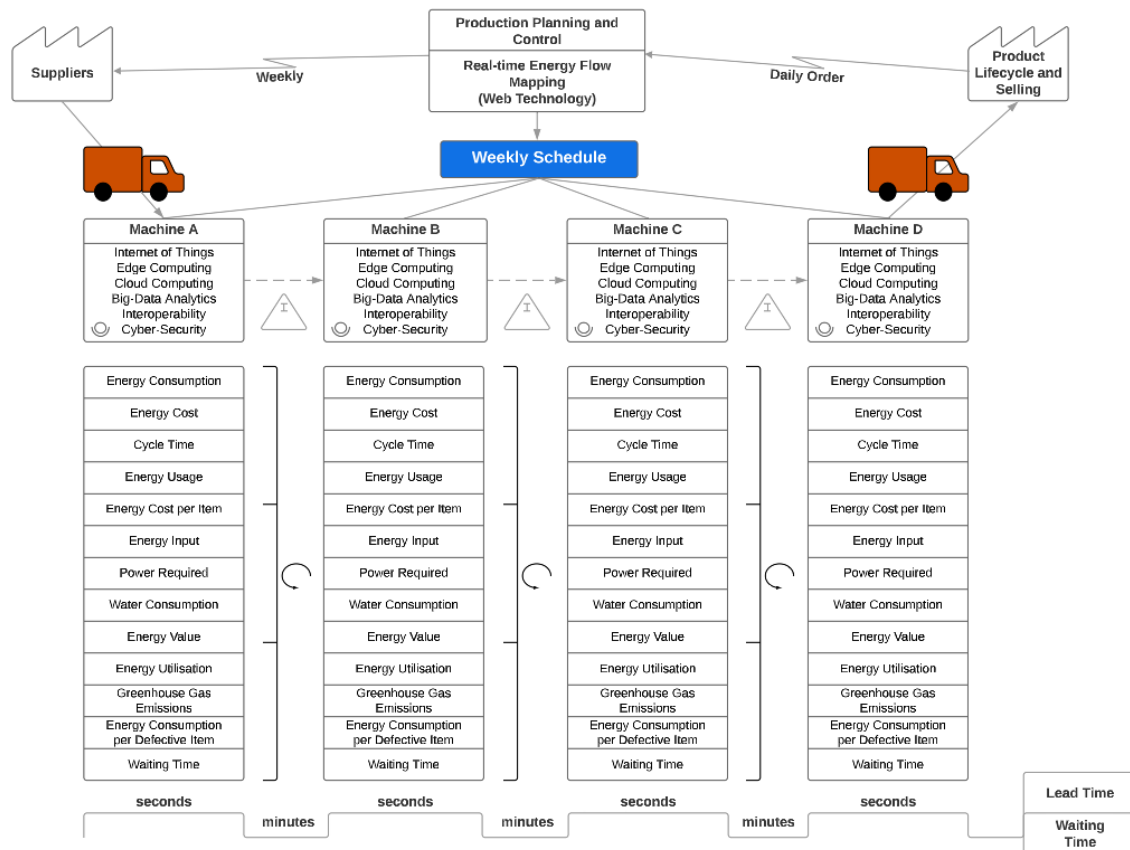 Production Planning and
Control
Real-time Energy Flow
Mapping
(Web Technology)
Suppliers
Weekly
Daily Order
Product
Lifecycle and
Selling
Weekly Schedule
Machine A
Internet of Things
Edge Computing
Cloud Computing
Big-Data Analytics
Interoperability
Cyber-Security
I
Machine B
Internet of Things
Edge Computing
Cloud Computing
Big-Data Analytics
Interoperability
Cyber-Security
I
Machine C
Internet of Things
Edge Computing
Cloud Computing
Big-Data Analytics
Interoperability
Cyber-Security
I
Machine D
Internet of Things
Edge Computing
Cloud Computing
Big-Data Analytics
Interoperability
Cyber-Security
Energy Consumption
Energy Cost
Cycle Time
Energy Usage
Energy Cost per Item
Energy Input
Power Required
Water Consumption
Energy Value
Energy Utilisation
Greenhouse Gas
Emissions
Energy Consumption
per Defective Item
Waiting Time
Energy Consumption
Energy Cost
Cycle Time
Energy Usage
Energy Cost per Item
Energy Input
Power Required
Water Consumption
Energy Value
Energy Utilisation
Greenhouse Gas
Emissions
Energy Consumption
per Defective Item
Waiting Time
Energy Consumption
Energy Cost
Cycle Time
Energy Usage
Energy Cost per Item
Energy Input
Power Required
Water Consumption
Energy Value
Energy Utilisation
Greenhouse Gas
Emissions
Energy Consumption
per Defective Item
Waiting Time
Energy Consumption
Energy Cost
Cycle Time
Energy Usage
Energy Cost per Item
Energy Input
Power Required
Water Consumption
Energy Value
Energy Utilisation
Greenhouse Gas
Emissions
Energy Consumption
per Defective Item
Waiting Time
seconds
minutes
seconds
minutes
seconds
minutes
seconds
Lead Time
Waiting
Time